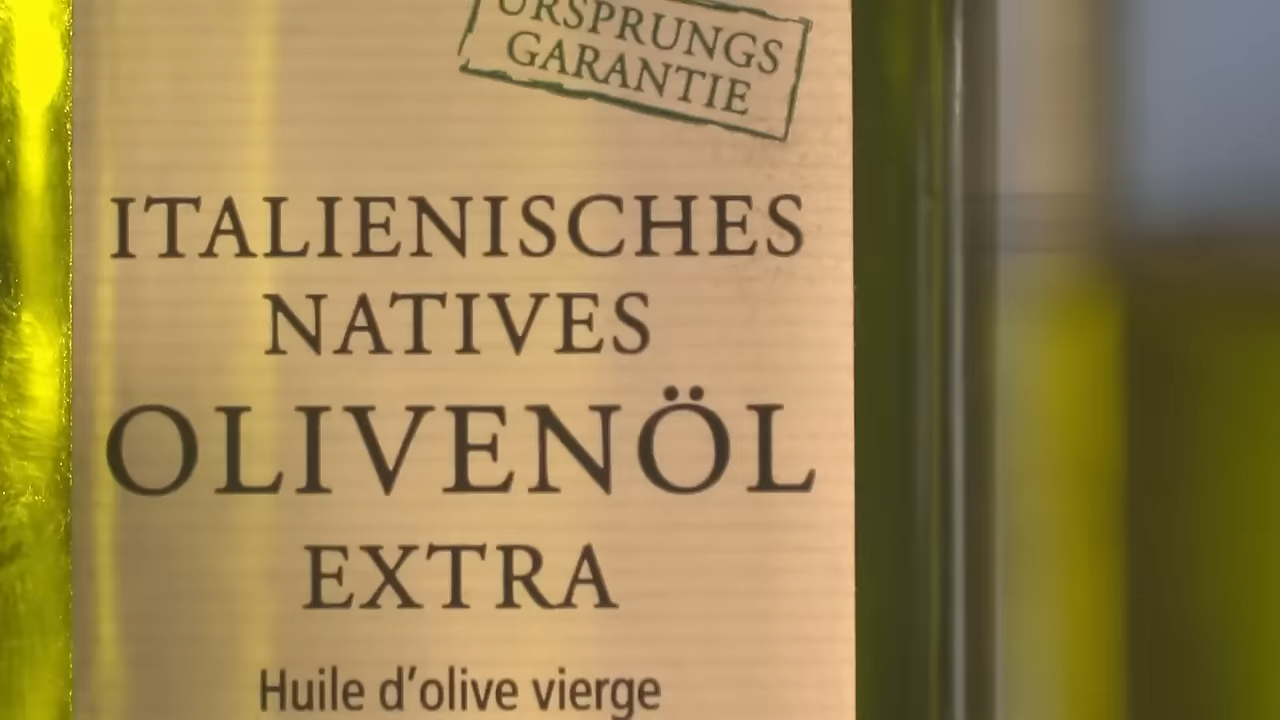 URSPRUNGS
GARANTIE
ITALIENISCHES
NATIVES
OLIVENÖL
EXTRA
Huile d'olive vierge